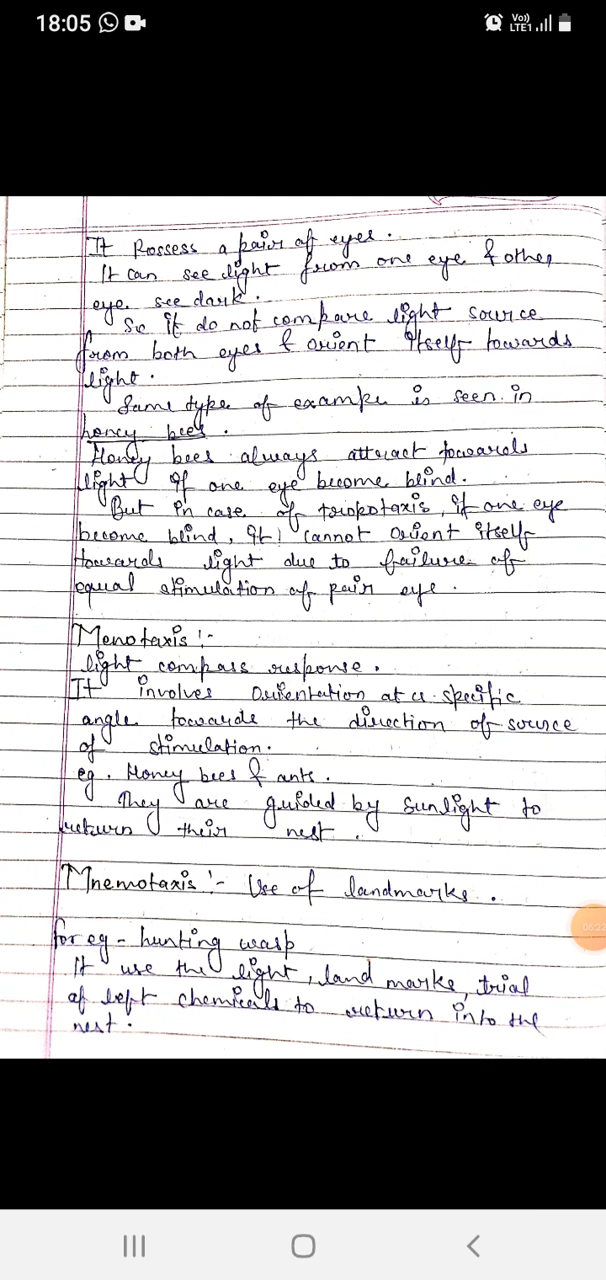 18:05
Vo))
LTE1
It Possess a pair of eyes.
It can see light from one eye & other
eye see dark.
So it do not compare light source
from both eyes & orient itself towards
light.
Same type of example is seen in
honey bees.
Honey bees always attract towards
light if one eye become blind.
But in case of tropotaxis, if one eye
become blind, it cannot orient itself
towards light due to failure of
equal stimulation of pair eye.
Menotaxis :-
light compass response.
It involves orientation at a specific
angle towards the direction of source
of stimulation.
eg. Honey bees & ants.
They are guided by sunlight to
return their nest.
Mnemotaxis :- Use of landmarks.
for eg - hunting wasp
It use the light, land marks, trial
of left chemicals to return into the
nest.